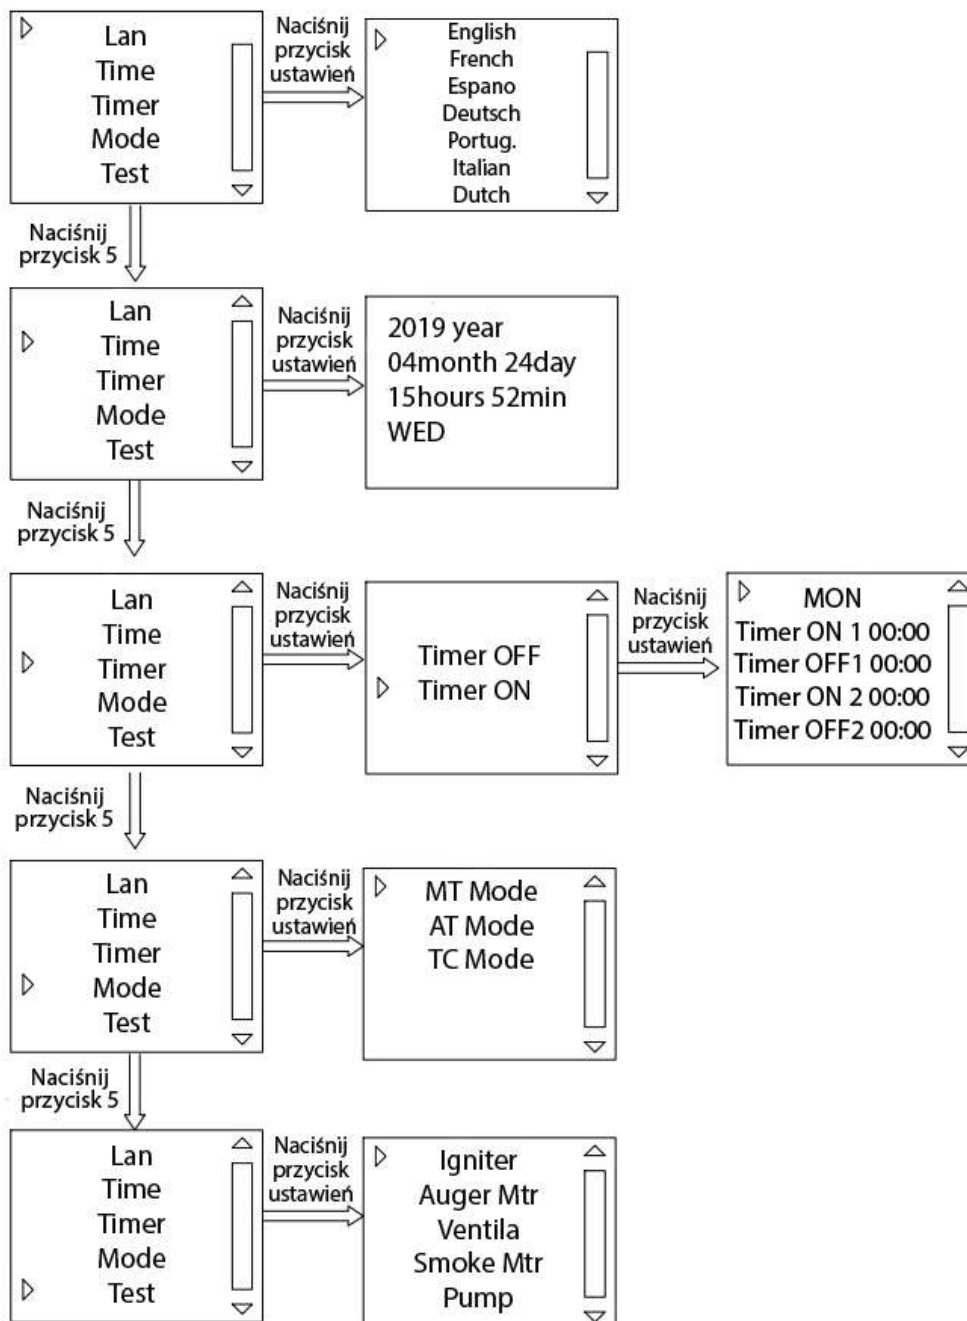 Lan
Time
Timer
Mode
Test
Naciśnij
przycisk
ustawień
English
French
Espano
Deutsch
Portug.
Italian
Dutch
Naciśnij
przycisk 5
Lan
Time
Timer
Mode
Test
Naciśnij
przycisk
ustawień
2019 year
04month 24day
15hours 52min
WED
Naciśnij
przycisk 5
Lan
Time
Timer
Mode
Test
Naciśnij
przycisk
ustawień
Timer OFF
Timer ON
Naciśnij
przycisk
ustawień
MON
Timer ON 1 00:00
Timer OFF1 00:00
Timer ON 2 00:00
Timer OFF2 00:00
Naciśnij
przycisk 5
Lan
Time
Timer
Mode
Test
Naciśnij
przycisk
ustawień
MT Mode
AT Mode
TC Mode
Naciśnij
przycisk 5
Lan
Time
Timer
Mode
Test
Naciśnij
przycisk
ustawień
Igniter
Auger Mtr
Ventila
Smoke Mtr
Pump